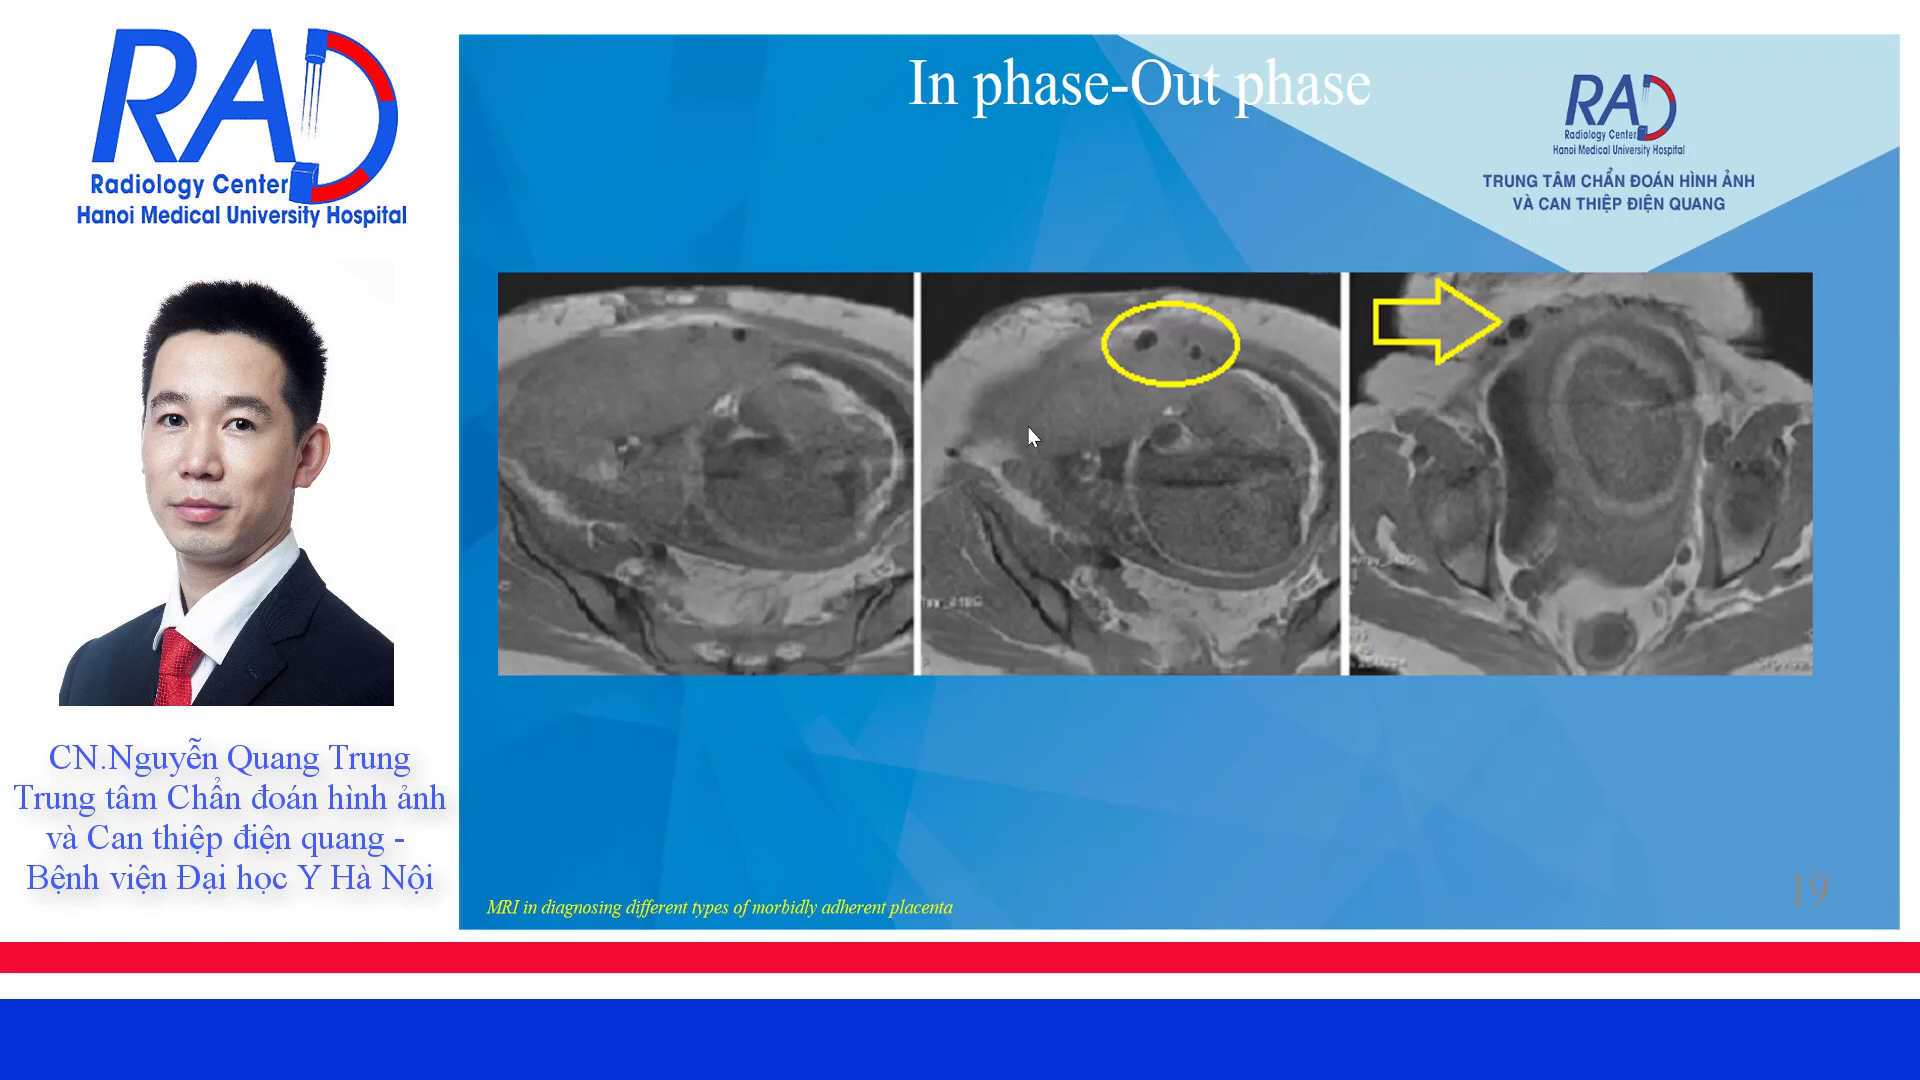 RAD
Radiology Center
Hanoi Medical University Hospital
CN.Nguyễn Quang Trung
Trung tâm Chẩn đoán hình ảnh
và Can thiệp điện quang -
Bệnh viện Đại học Y Hà Nội
In phase-Out phase
RAD
Radiology Center
Hanoi Medical University Hospital
TRUNG TÂM CHẨN ĐOÁN HÌNH ẢNH
VÀ CAN THIỆP ĐIỆN QUANG
MRI in diagnosing different types of morbidly adherent placenta
19